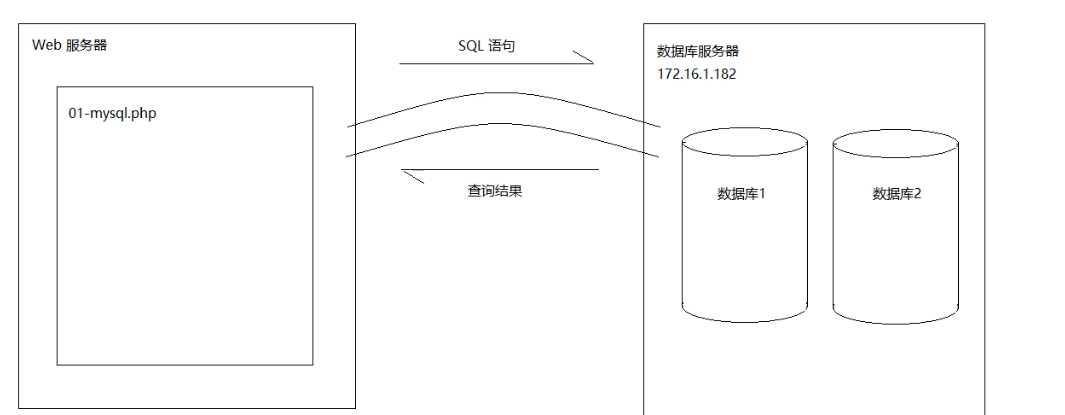 Web 服务器
01-mysql.php
SQL 语句
查询结果
数据库服务器
172.16.1.182
数据库1
数据库2